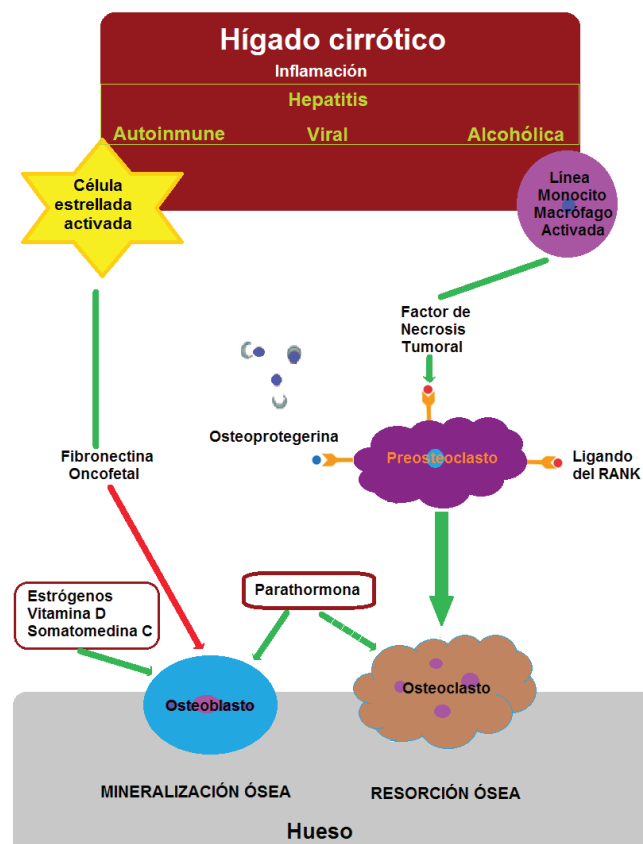 Hígado cirrótico
Inflamación
Hepatitis
Autoinmune Viral Alcohólica
Célula
estrellada
activada
Línea
Monocito
Macrófago
Activada
Factor de
Necrosis
Tumoral
Osteoprotegerina
Preosteoclasto
Ligando
del RANK
Fibronectina
Oncofetal
Estrógenos
Vitamina D
Somatomedina C
Parathormona
Osteoblasto
Osteoclasto
MINERALIZACIÓN ÓSEA
RESORCIÓN ÓSEA
Hueso